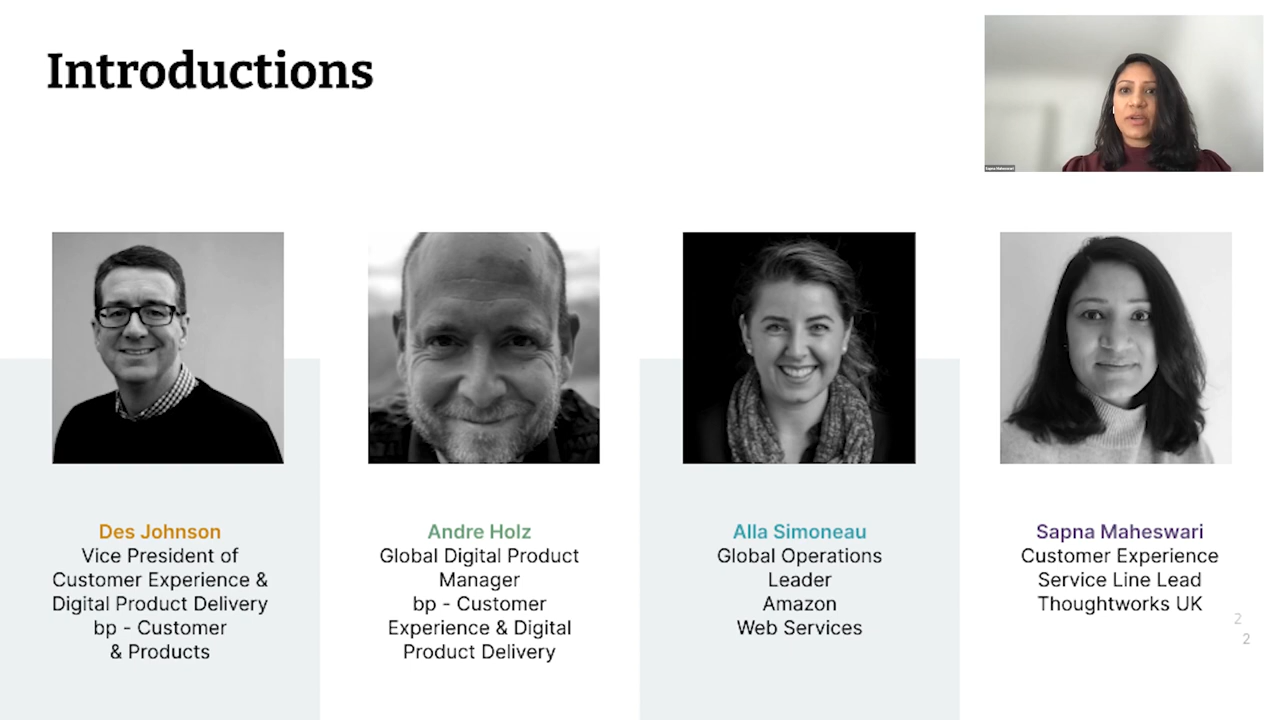 Introductions
Sapna Maheswari
Des Johnson
Vice President of
Customer Experience &
Digital Product Delivery
bp - Customer
& Products
Andre Holz
Global Digital Product
Manager
bp - Customer
Experience & Digital
Product Delivery
Alla Simoneau
Global Operations
Leader
Amazon
Web Services
Sapna Maheswari
Customer Experience
Service Line Lead
Thoughtworks UK
2
2